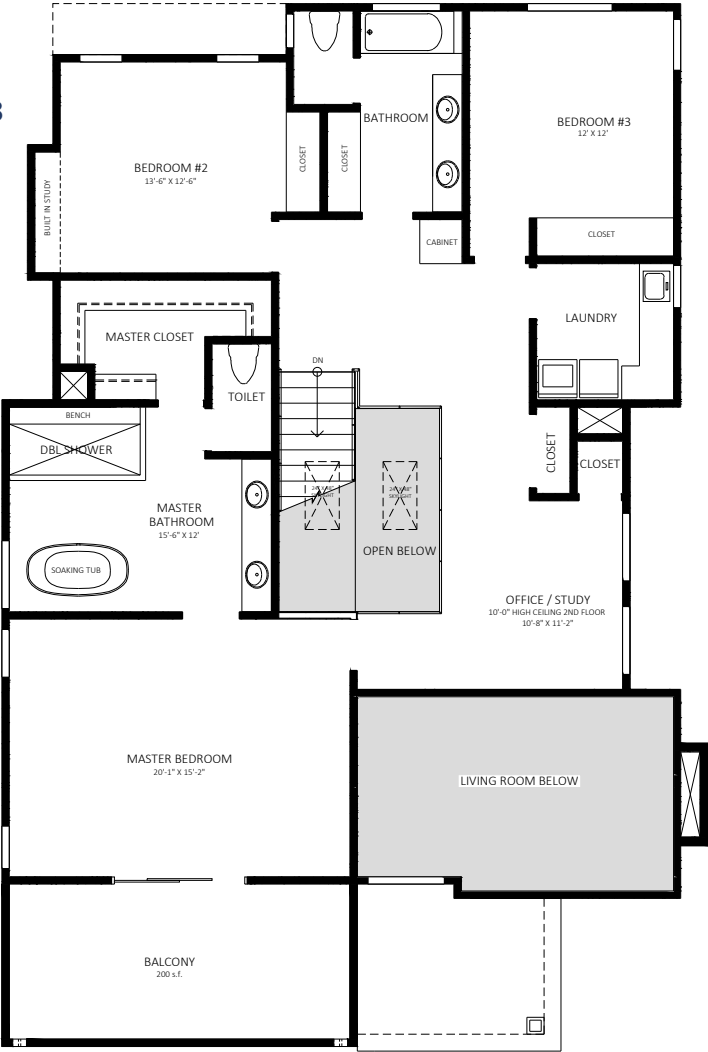 BATHROOM
BEDROOM #3
12' X 12'
BEDROOM #2
13'-6" X 12'-6"
CLOSET
CLOSET
BUILT IN STUDY
CABINET
CLOSET
LAUNDRY
MASTER CLOSET
DN
TOILET
BENCH
DBL SHOWER
CLOSET
CLOSET
SKYLIGHT
MASTER
BATHROOM
15'-6" X 12'
OPEN BELOW
SOAKING TUB
OFFICE / STUDY
10'-0" HIGH CEILING 2ND FLOOR
10'-8" X 11'-2"
MASTER BEDROOM
20'-1" X 15'-2"
LIVING ROOM BELOW
BALCONY
200 s.f.